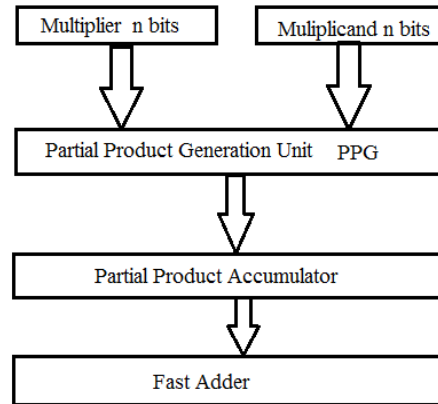 Multiplier n bits
Muliplicand n bits
Partial Product Generation Unit PPG
Partial Product Accumulator
Fast Adder